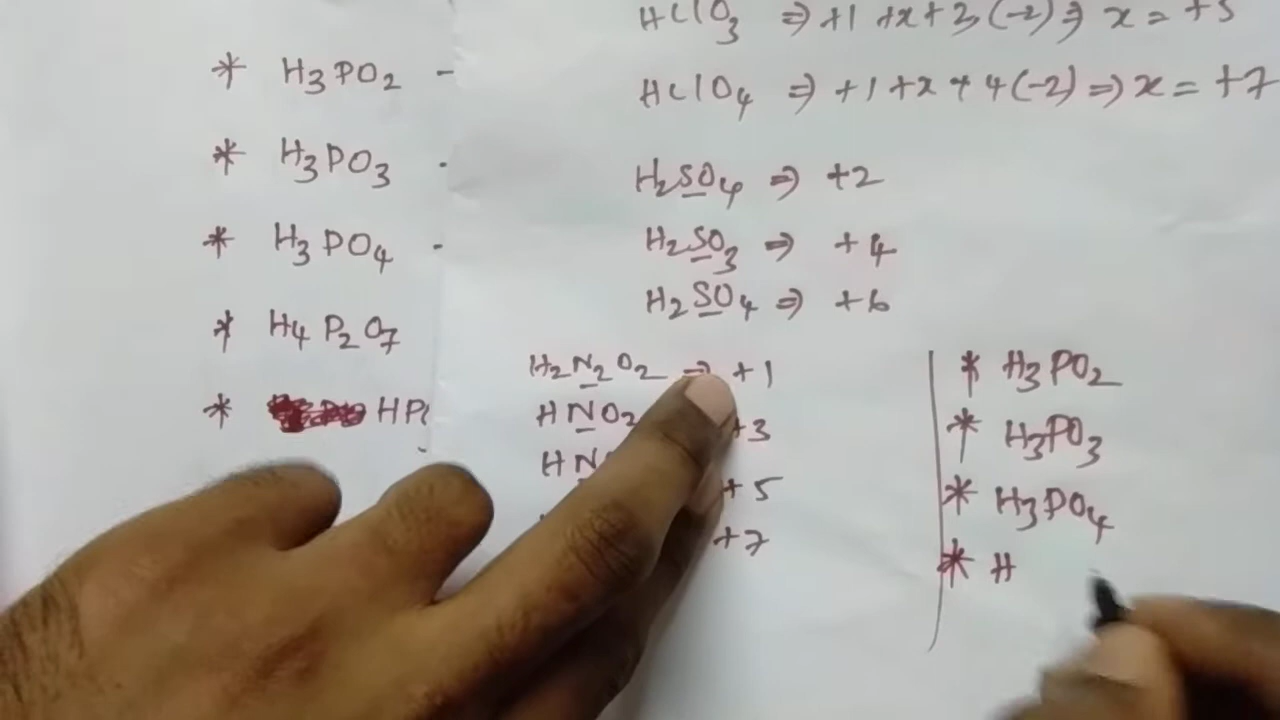 * H3PO2 -
* H3PO3 -
* H3PO4 -
* H4P2O7
* HP
HClO3 ⇒ +1 +x+3(-2) ⇒ x = +5
HClO4 ⇒ +1+x+4(-2) ⇒ x = +7
H2SO4 ⇒ +2
H2SO3 ⇒ +4
H2SO4 ⇒ +6
H2N2O2 ⇒ +1
HNO2 +3
HN +5
+7
* H3PO2
* H3PO3
* H3PO4
* H